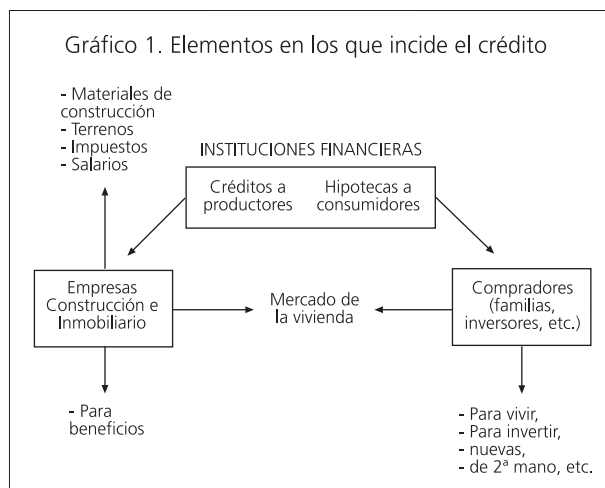 Gráfico 1. Elementos en los que incide el crédito
- Materiales de
construcción
- Terrenos
- Impuestos
- Salarios
INSTITUCIONES FINANCIERAS
Créditos a
productores
Hipotecas a
consumidores
Empresas
Construcción e
Inmobiliario
Mercado de
la vivienda
Compradores
(familias,
inversores, etc.)
- Para
beneficios
- Para vivir,
- Para invertir,
- nuevas,
- de 2ª mano, etc.